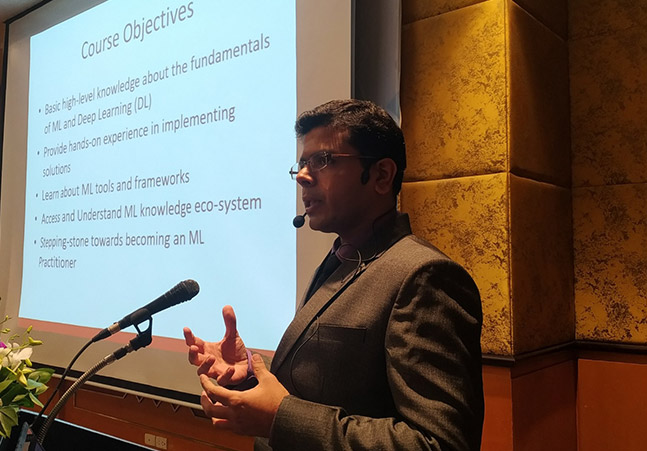 Course Objectives
• Basic high-level knowledge about the fundamentals
of ML and Deep Learning (DL)
• Provide hands-on experience in implementing
solutions
• Learn about ML tools and frameworks
• Access and Understand ML knowledge eco-system
• Stepping-stone towards becoming an ML
Practitioner